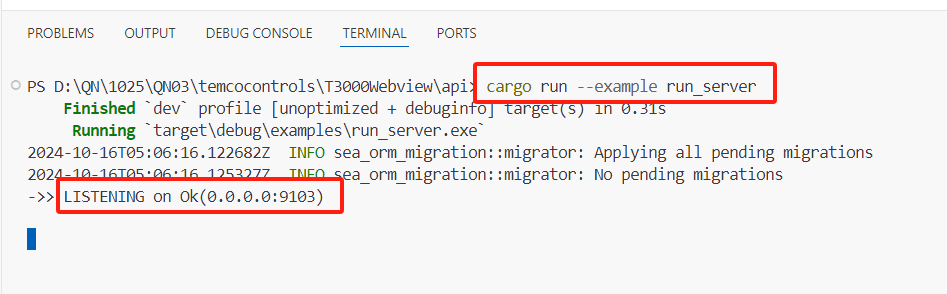 PROBLEMS OUTPUT DEBUG CONSOLE TERMINAL PORTS
PS D:\QN\1025\QN03\temcocontrols\T3000Webview\api> cargo run --example run_server
Finished `dev` profile [unoptimized + debuginfo] target(s) in 0.31s
Running `target\debug\examples\run_server.exe`
2024-10-16T05:06:16.122682Z INFO sea_orm_migration::migrator: Applying all pending migrations
2024-10-16T05:06:16.125327Z INFO sea_orm_migration::migrator: No pending migrations
->> LISTENING on Ok(0.0.0.0:9103)